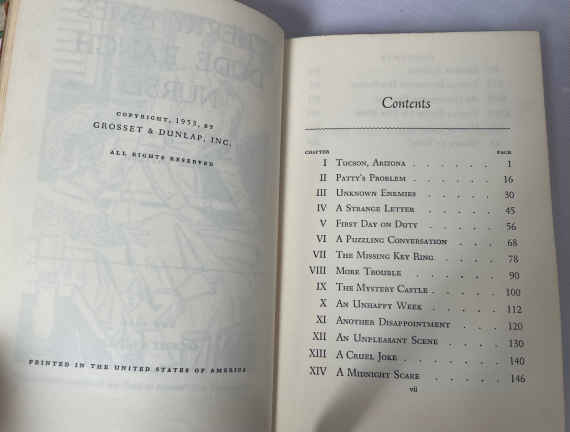 COPYRIGHT, 1953, BY
GROSSET & DUNLAP, INC.
ALL RIGHTS RESERVED
PRINTED IN THE UNITED STATES OF AMERICA
Contents
CHAPTER PAGE
I TUCSON, ARIZONA . . . . . . 1
II PATTY'S PROBLEM . . . . . . 16
III UNKNOWN ENEMIES . . . . . 30
IV A STRANGE LETTER . . . . . 45
V FIRST DAY ON DUTY . . . . . 56
VI A PUZZLING CONVERSATION . . . 68
VII THE MISSING KEY RING . . . . 78
VIII MORE TROUBLE . . . . . . 90
IX THE MYSTERY CASTLE . . . . . 100
X AN UNHAPPY WEEK . . . . . 112
XI ANOTHER DISAPPOINTMENT . . . 120
XII AN UNPLEASANT SCENE . . . . 130
XIII A CRUEL JOKE . . . . . . . 140
XIV A MIDNIGHT SCARE . . . . . 146
vii